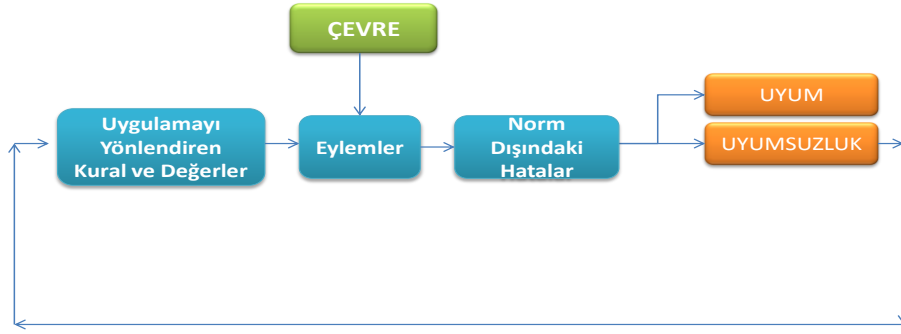 ÇEVRE
Uygulamayı
Yönlendiren
Kural ve Değerler
Eylemler
Norm
Dışındaki
Hatalar
UYUM
UYUMSUZLUK